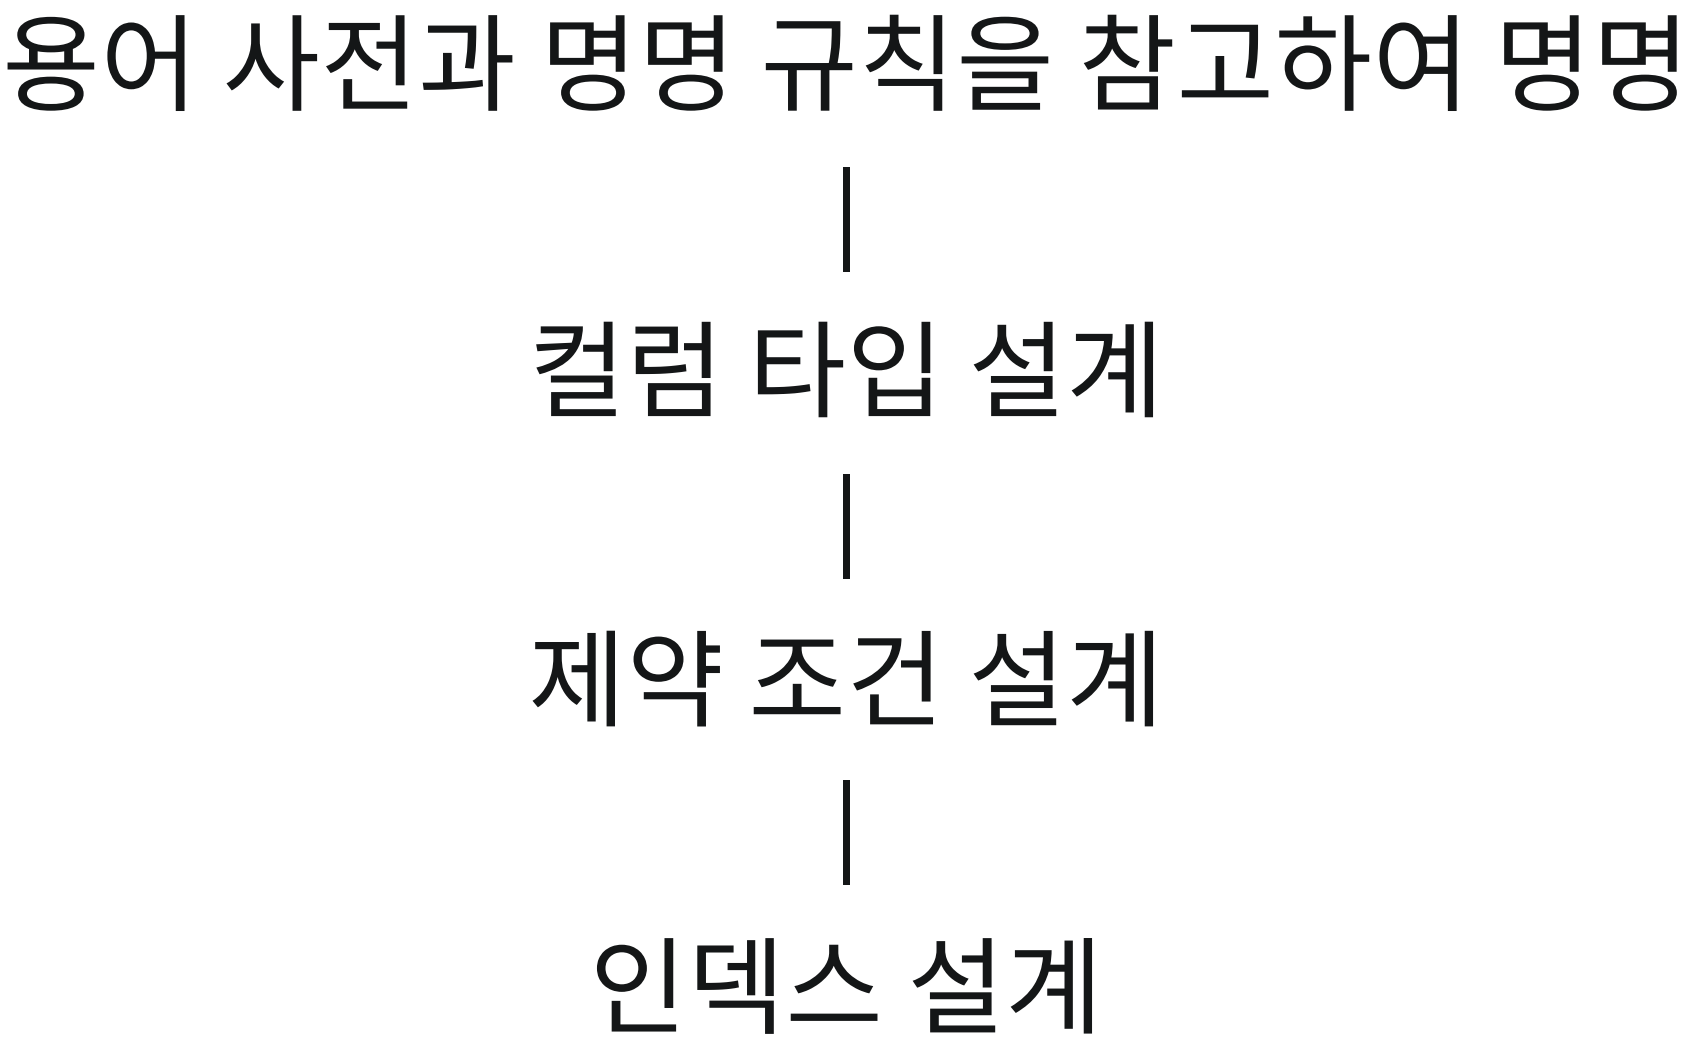 용어 사전과 명명 규칙을 참고하여 명명
컬럼 타입 설계
제약 조건 설계
인덱스 설계